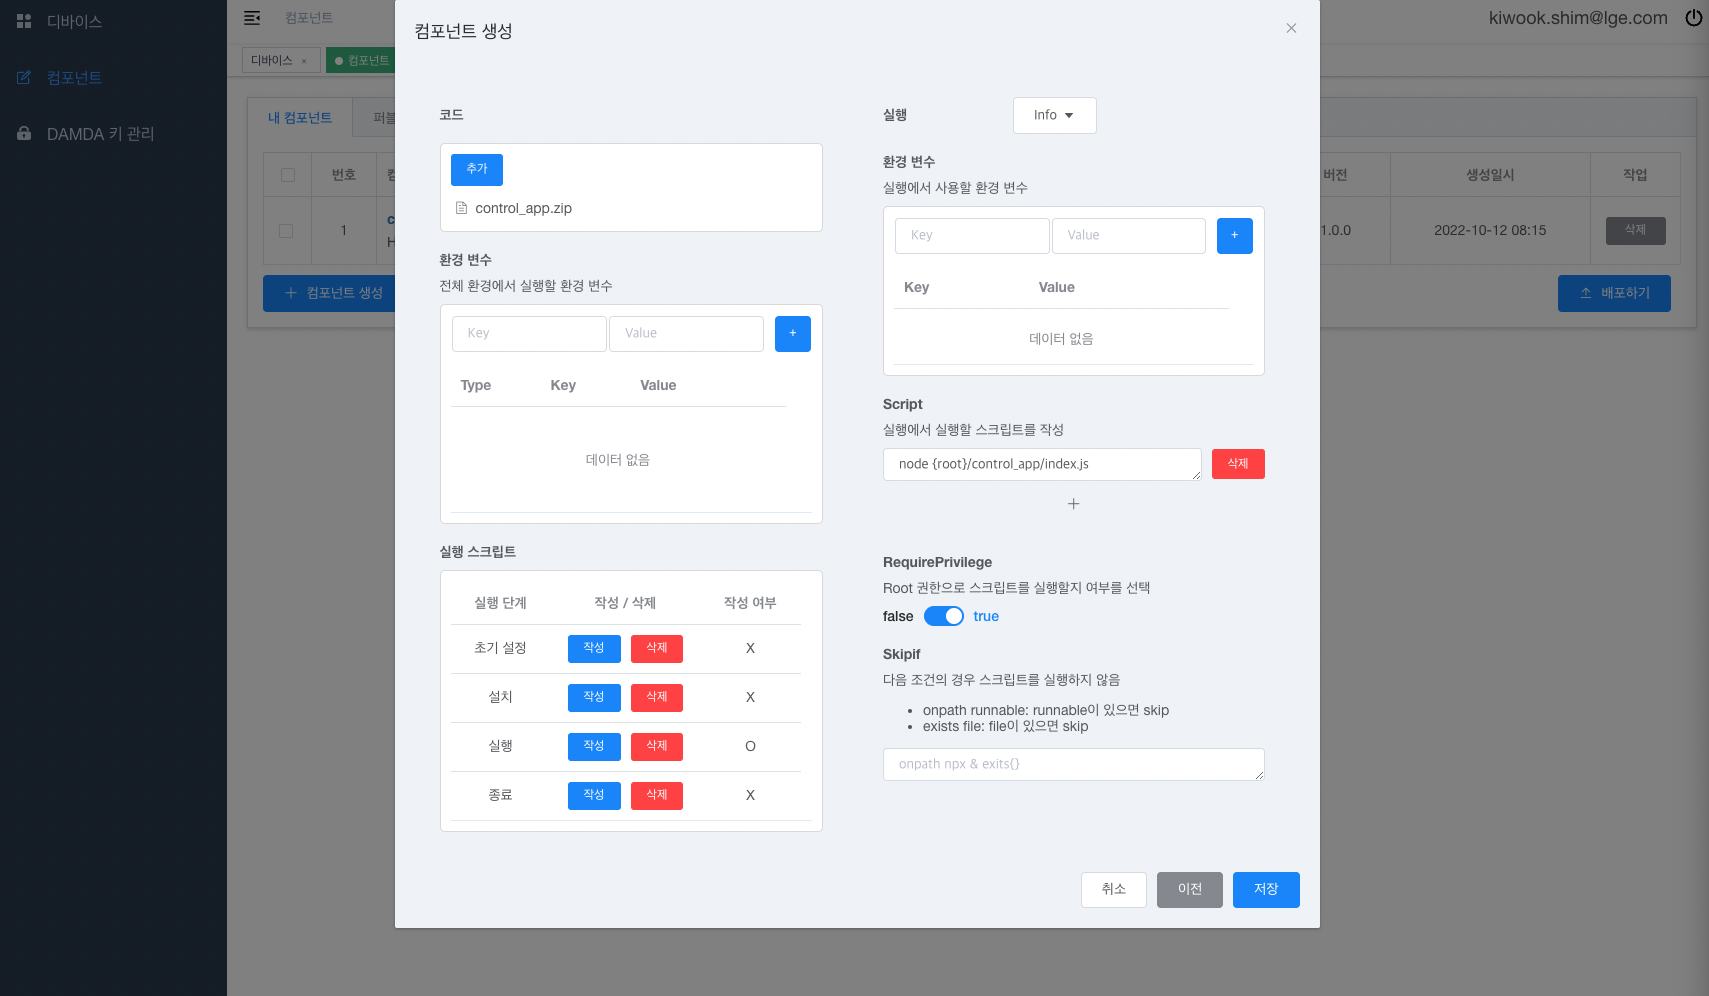 디바이스
컴포넌트
DAMDA 키 관리
컴포넌트
kiwook.shim@lge.com
디바이스 ×
컴포넌트
내 컴포넌트
번호
버전
생성일시
작업
1
1.0.0
2022-10-12 08:15
삭제
컴포넌트 생성
배포하기
컴포넌트 생성
코드
추가
control_app.zip
환경 변수
전체 환경에서 실행할 환경 변수
Key
Value
+
Type Key Value
데이터 없음
실행 스크립트
실행 단계 작성 / 삭제 작성 여부
초기 설정 작성 삭제 X
설치 작성 삭제 X
실행 작성 삭제 O
종료 작성 삭제 X
실행
Info
환경 변수
실행에서 사용할 환경 변수
Key
Value
+
Key Value
데이터 없음
Script
실행에서 실행할 스크립트를 작성
node {root}/control_app/index.js
삭제
+
RequirePrivilege
Root 권한으로 스크립트를 실행할지 여부를 선택
false true
Skipif
다음 조건의 경우 스크립트를 실행하지 않음
• onpath runnable: runnable이 있으면 skip
• exists file: file이 있으면 skip
onpath npx & exits{}
취소
이전
저장